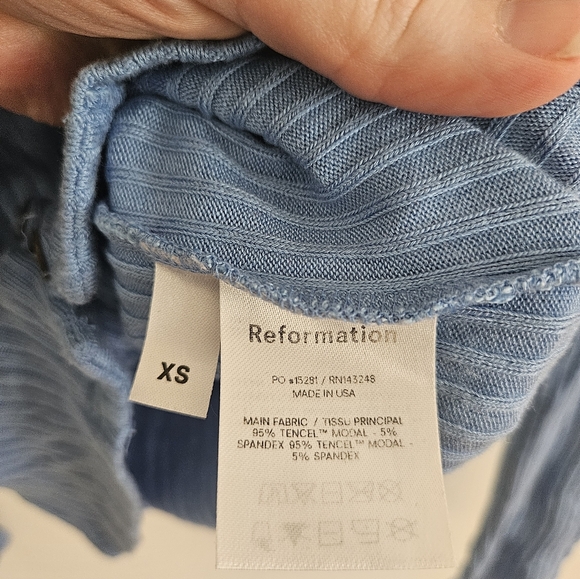 XS
Reformation
PO #15281 / RN143248
MADE IN USA
MAIN FABRIC / TISSU PRINCIPAL
95% TENCEL™ MODAL - 5%
SPANDEX 95% TENCEL™ MODAL -
5% SPANDEX